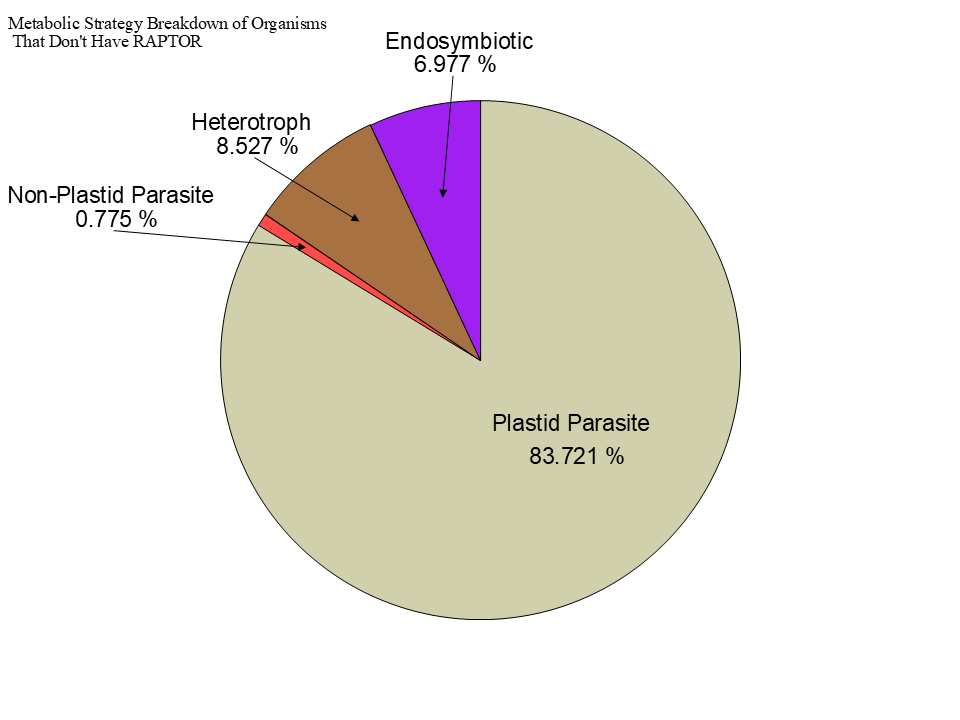 Metabolic Strategy Breakdown of Organisms
That Don't Have RAPTOR
Endosymbiotic
6.977 %
Heterotroph
8.527 %
Non-Plastid Parasite
0.775 %
Plastid Parasite
83.721 %